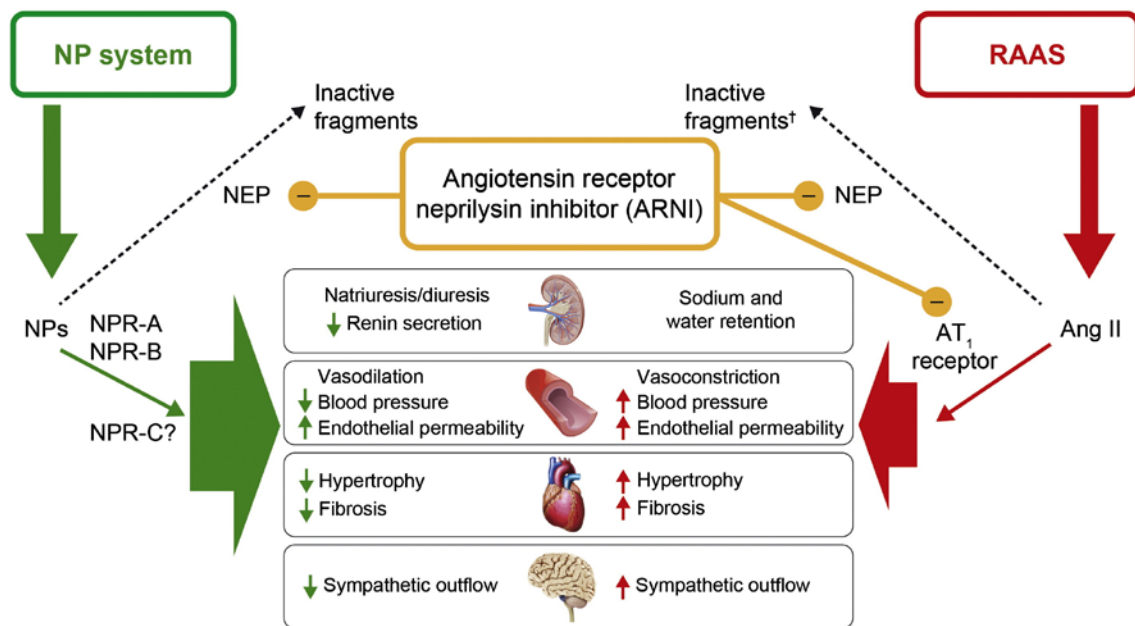 NP system
RAAS
Inactive
fragments
Inactive
fragments†
NEP
−
Angiotensin receptor
neprilysin inhibitor (ARNI)
−
NEP
−
NPs
NPR-A
NPR-B
NPR-C?
AT1
receptor
Ang II
Natriuresis/diuresis
↓ Renin secretion
Sodium and
water retention
Vasodilation
↓ Blood pressure
↑ Endothelial permeability
Vasoconstriction
↑ Blood pressure
↑ Endothelial permeability
↓ Hypertrophy
↓ Fibrosis
↑ Hypertrophy
↑ Fibrosis
↓ Sympathetic outflow
↑ Sympathetic outflow